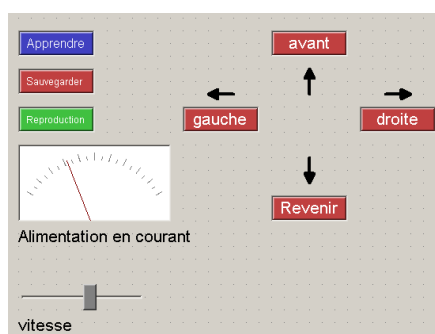 Apprendre
avant
Sauvegarder
Reproduction
gauche
droite
Revenir
Alimentation en courant
vitesse